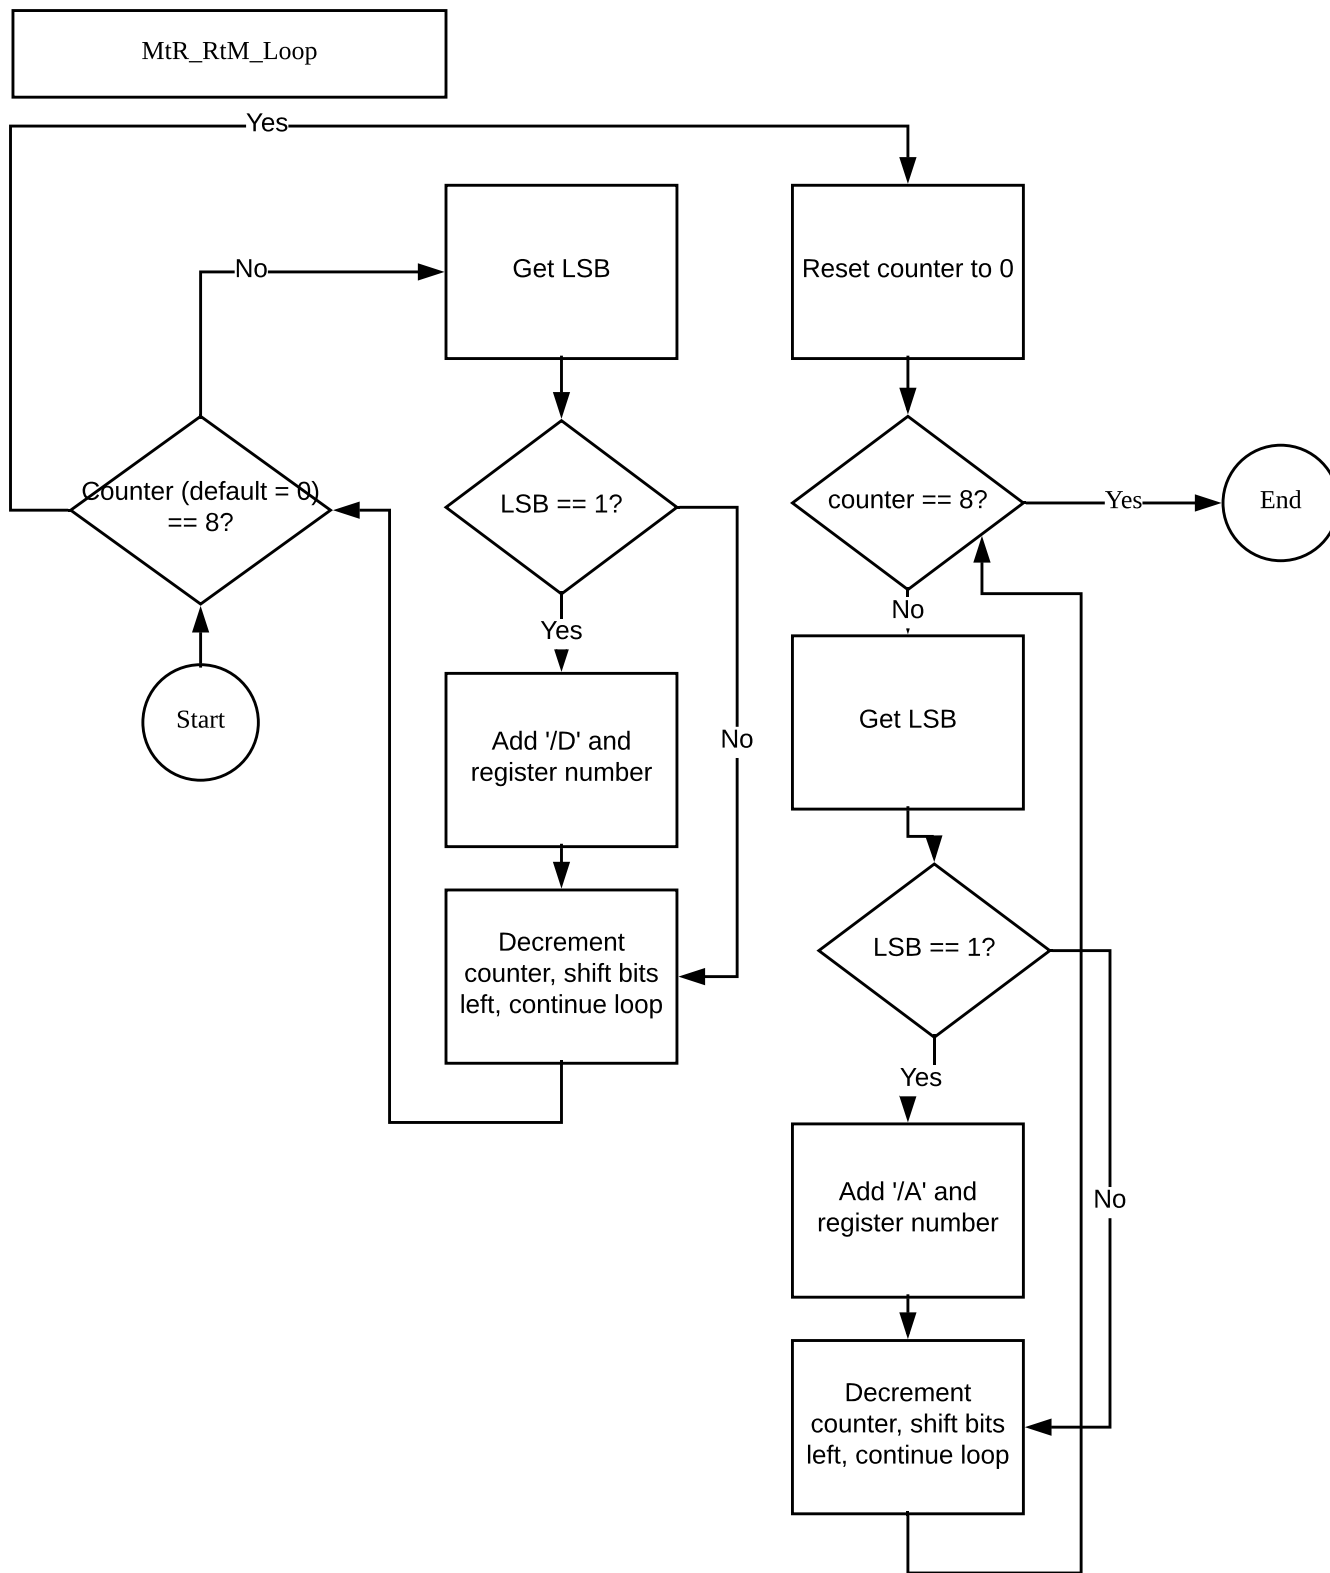 MtR_RtM_Loop
Yes
No
Get LSB
Reset counter to 0
Counter (default = 0)
== 8?
LSB == 1?
counter == 8?
Yes
End
No
Yes
Start
Get LSB
Add '/D' and
register number
No
Decrement
counter, shift bits
left, continue loop
LSB == 1?
Yes
Add '/A' and
register number
No
Decrement
counter, shift bits
left, continue loop